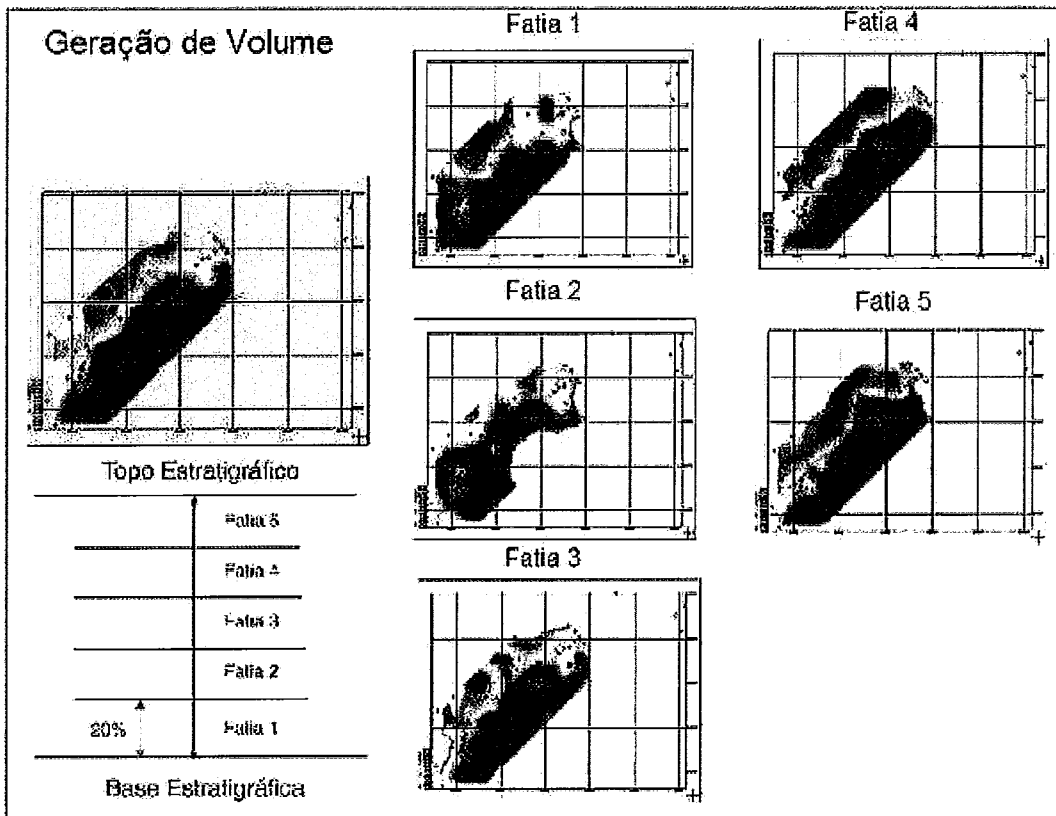 Geração de Volume
Fatia 1
Fatia 4
Fatia 2
Fatia 5
Fatia 3
Topo Estratigráfico
Fatia 5
Fatia 4
Fatia 3
Fatia 2
20%
Fatia 1
Base Estratigráfica